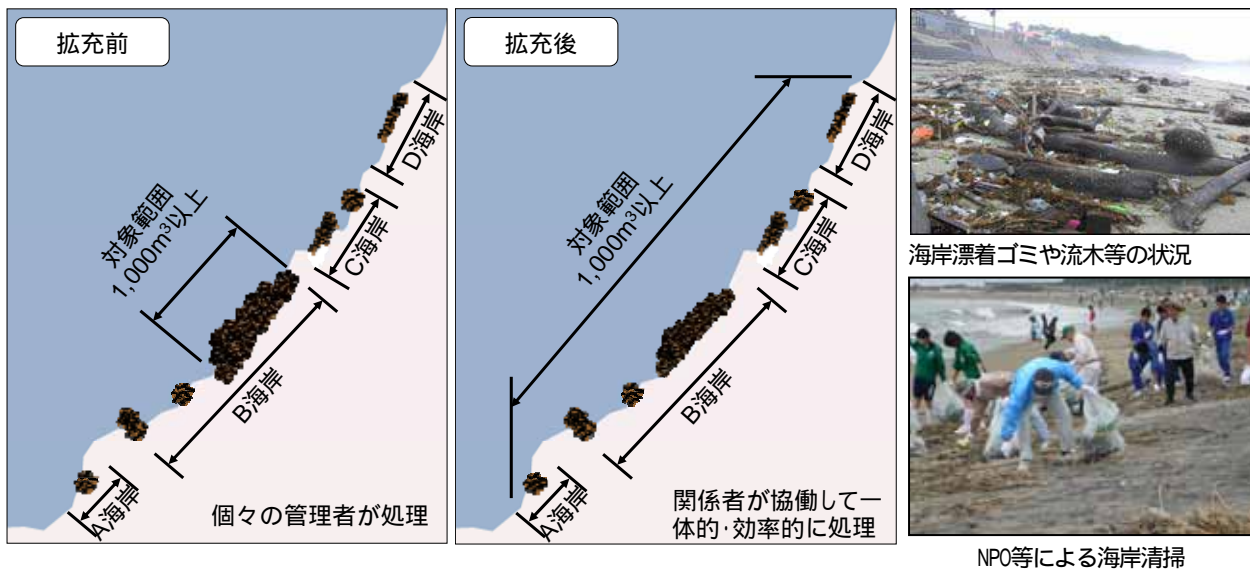 拡充前
対象範囲
1,000m³以上
A海岸
B海岸
C海岸
D海岸
個々の管理者が処理
拡充後
対象範囲
1,000m³以上
A海岸
B海岸
C海岸
D海岸
関係者が協働して一
体的・効率的に処理
海岸漂着ゴミや流木等の状況
NPO等による海岸清掃